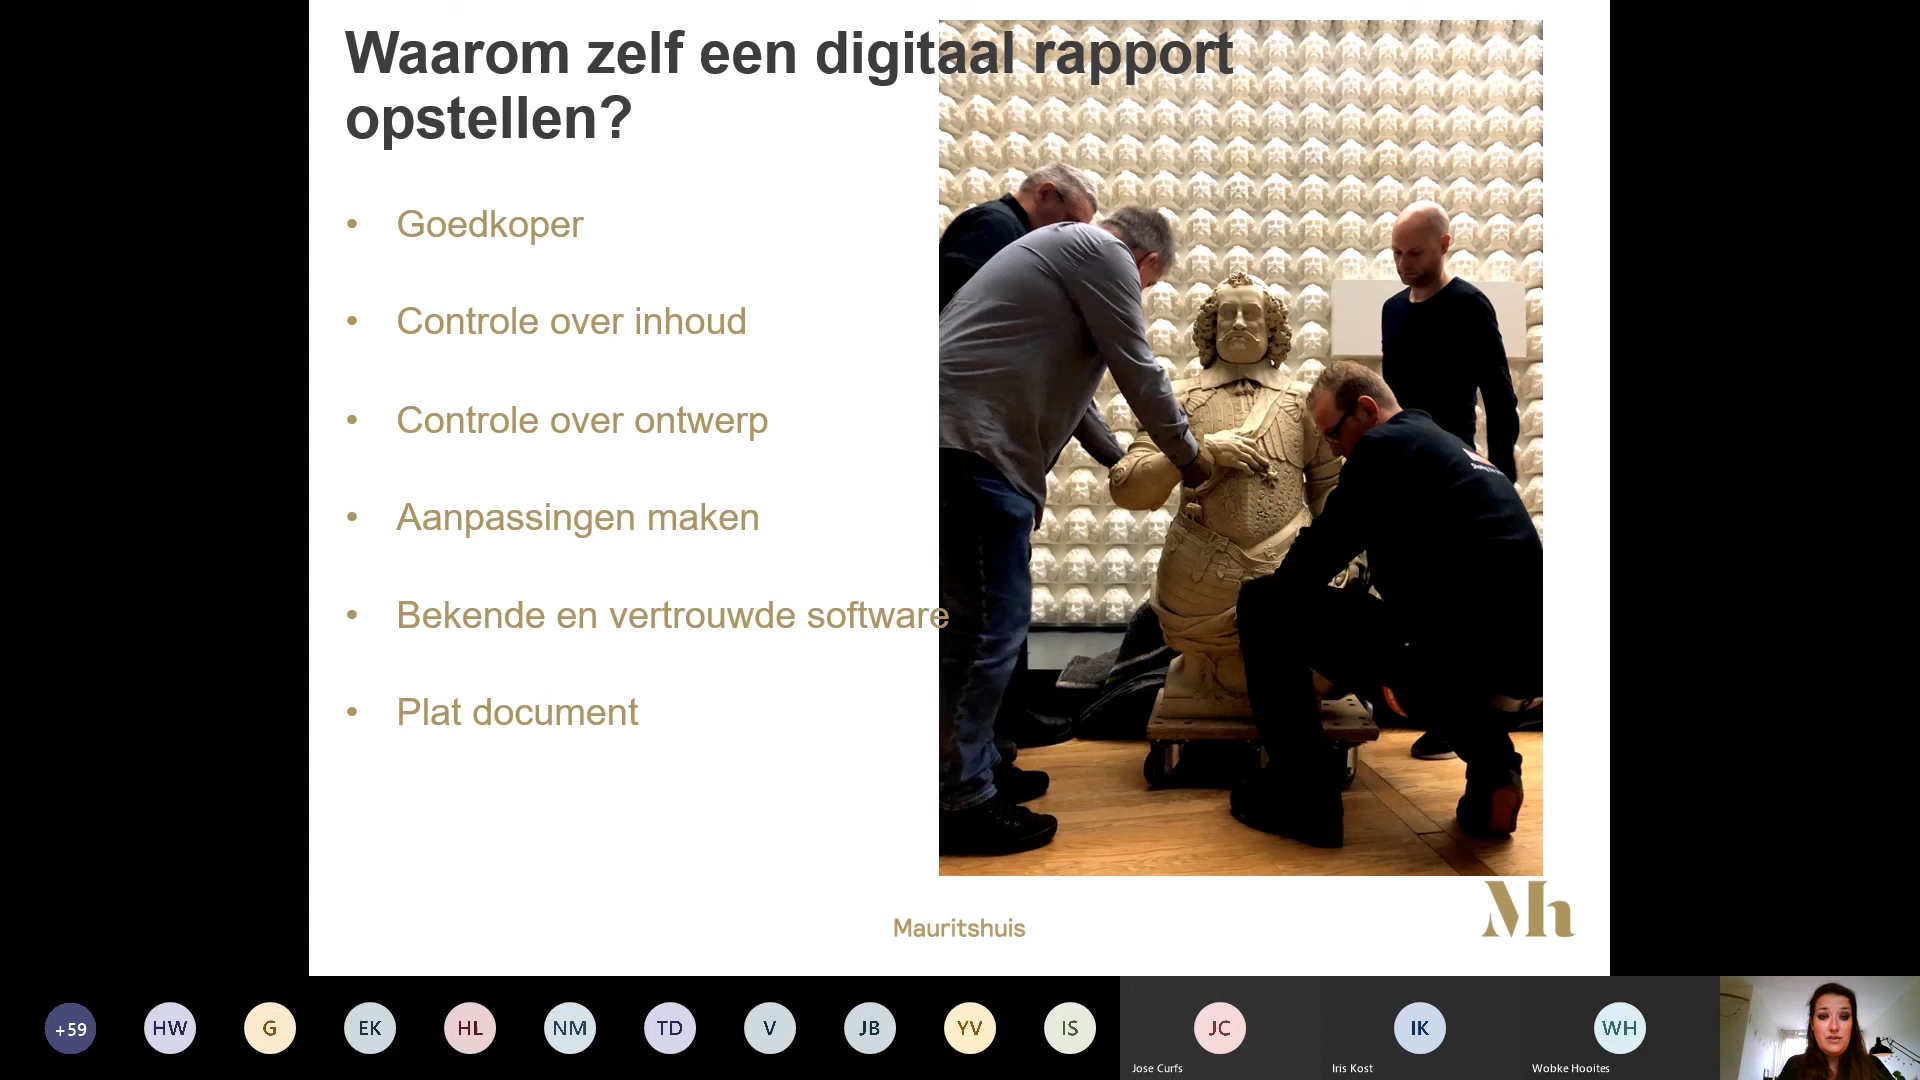 Waarom zelf een digitaal rapport
opstellen?
• Goedkoper
• Controle over inhoud
• Controle over ontwerp
• Aanpassingen maken
• Bekende en vertrouwde software
• Plat document
Mauritshuis
Mh
+59
HW
G
EK
HL
NM
TD
V
JB
YV
IS
JC
IK
WH
Jose Curfs
Iris Kost
Wobke Hooites